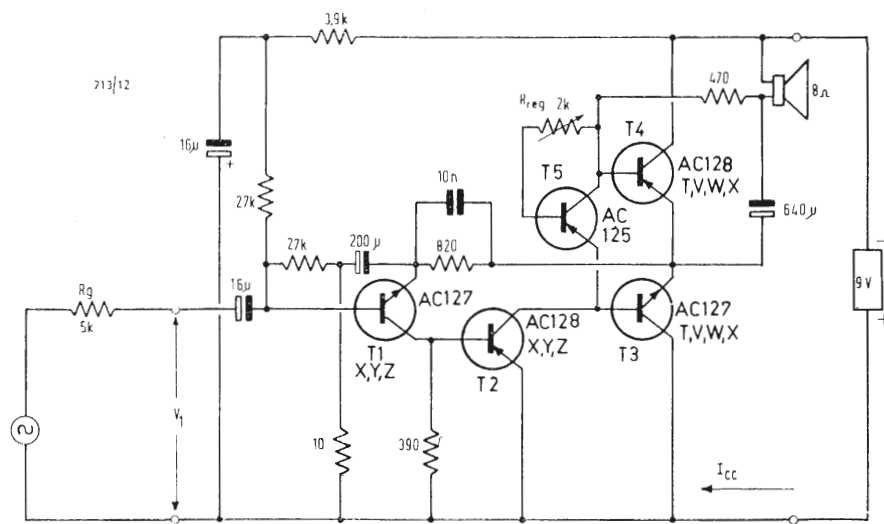 3,9k
713/12
16µ
+
27k
Rreg 2k
470
8Ω
T4
T5
AC128
T,V,W,X
AC
125
10n
640µ
27k
200µ
820
Rg
5k
16µ
AC127
T1
X,Y,Z
AC128
X,Y,Z
T2
AC127
T,V,W,X
T3
−
9V
+
V1
10
390
Icc